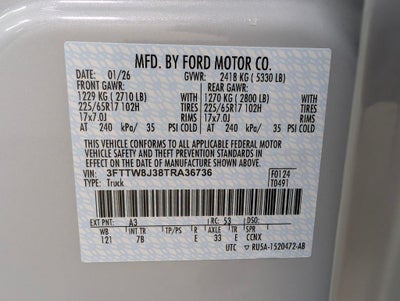 MFD. BY FORD MOTOR CO.
DATE: 01/26 GVWR: 2418 KG ( 5330 LB)
FRONT GAWR: REAR GAWR:
1229 KG ( 2710 LB) WITH 1270 KG ( 2800 LB) WITH
225/65R17 102H TIRES 225/65R17 102H TIRES
17x7.0J RIMS 17x7.0J RIMS
AT 240 kPa/ 35 PSI COLD AT 240 kPa/ 35 PSI COLD
THIS VEHICLE CONFORMS TO ALL APPLICABLE FEDERAL MOTOR
VEHICLE SAFETY AND THEFT PREVENTION STANDARDS IN
EFFECT ON THE DATE OF MANUFACTURE SHOWN ABOVE.
VIN: 3FTTW8J38TRA36736 F0124
TYPE: Truck T0491
EXT PNT: A3 RC: 53 DSO:
WB INT TR TP/PS R AXLE TR SPR
121 7B E 33 E CCNX
UTC RU5A-1520472-AB